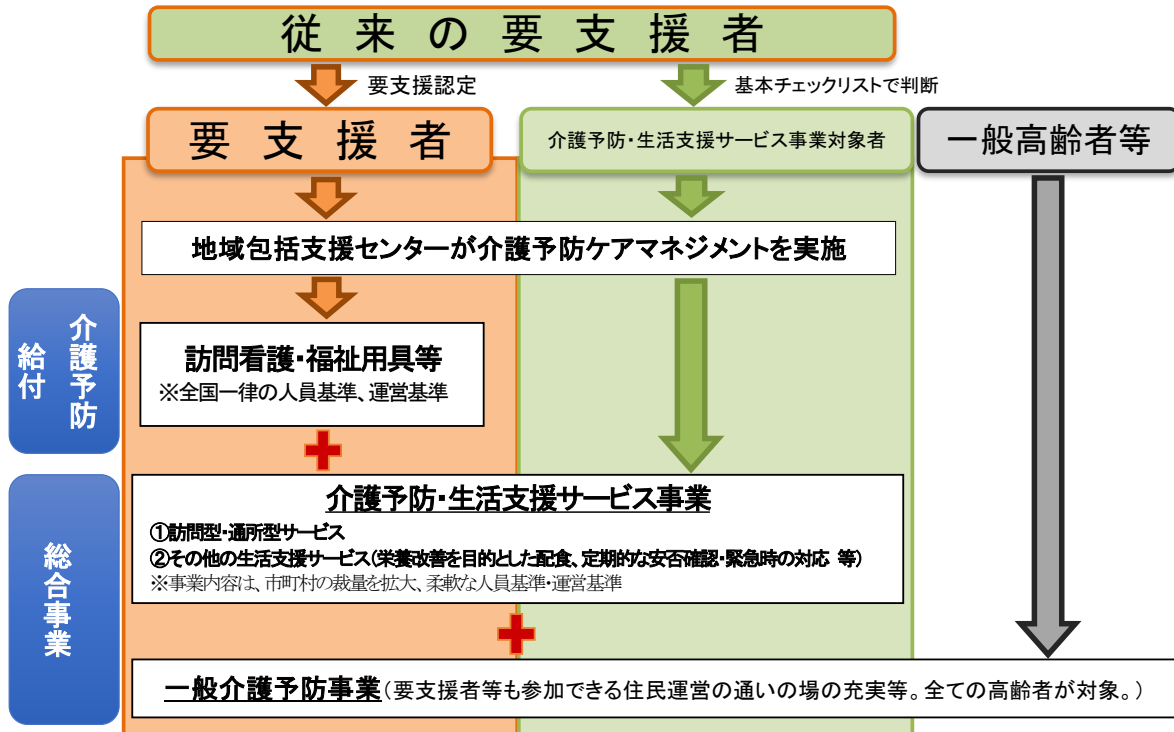 従来の要支援者
要支援認定
基本チェックリストで判断
要支援者
介護予防・生活支援サービス事業対象者
一般高齢者等
地域包括支援センターが介護予防ケアマネジメントを実施
介護予防
給付
訪問看護・福祉用具等
※全国一律の人員基準、運営基準
総合事業
介護予防・生活支援サービス事業
①訪問型・通所型サービス
②その他の生活支援サービス(栄養改善を目的とした配食、定期的な安否確認・緊急時の対応 等)
※事業内容は、市町村の裁量を拡大、柔軟な人員基準・運営基準
一般介護予防事業(要支援者等も参加できる住民運営の通いの場の充実等。全ての高齢者が対象。)